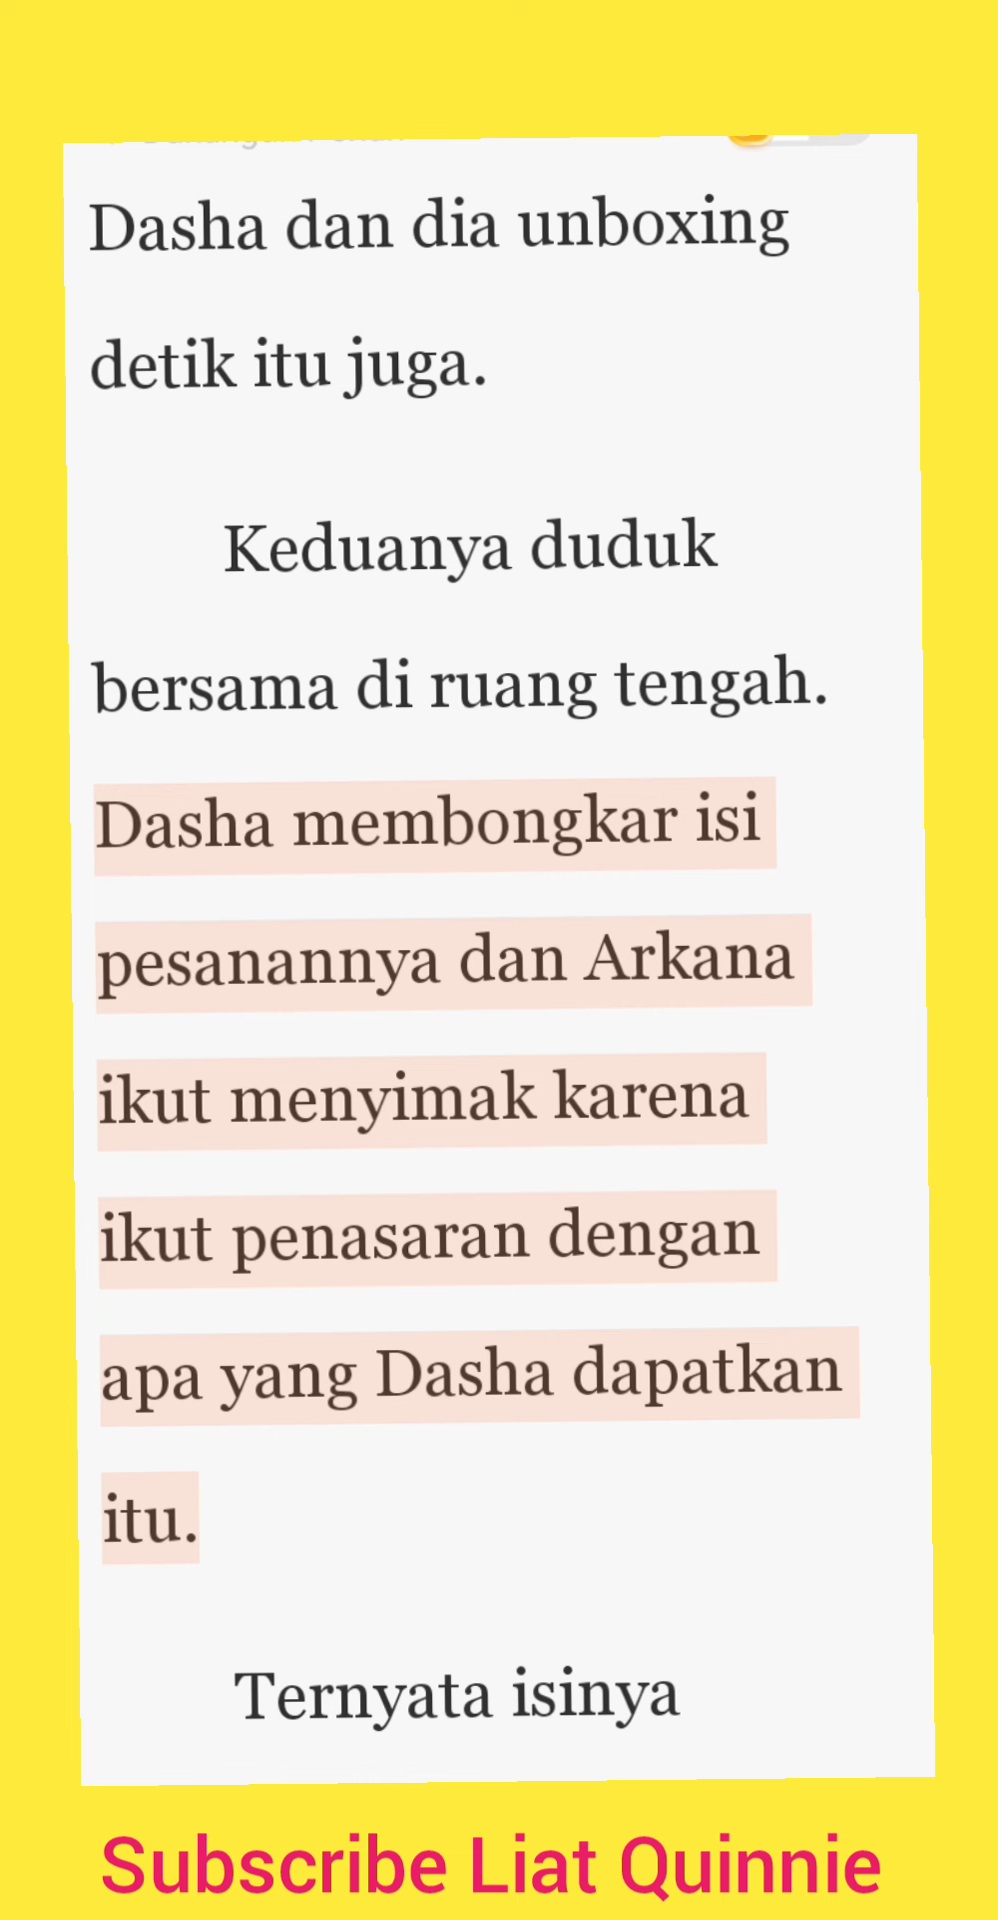 Dasha dan dia unboxing
detik itu juga.
Keduanya duduk
bersama di ruang tengah.
Dasha membongkar isi
pesanannya dan Arkana
ikut menyimak karena
ikut penasaran dengan
apa yang Dasha dapatkan
itu.
Ternyata isinya
Subscribe Liat Quinnie